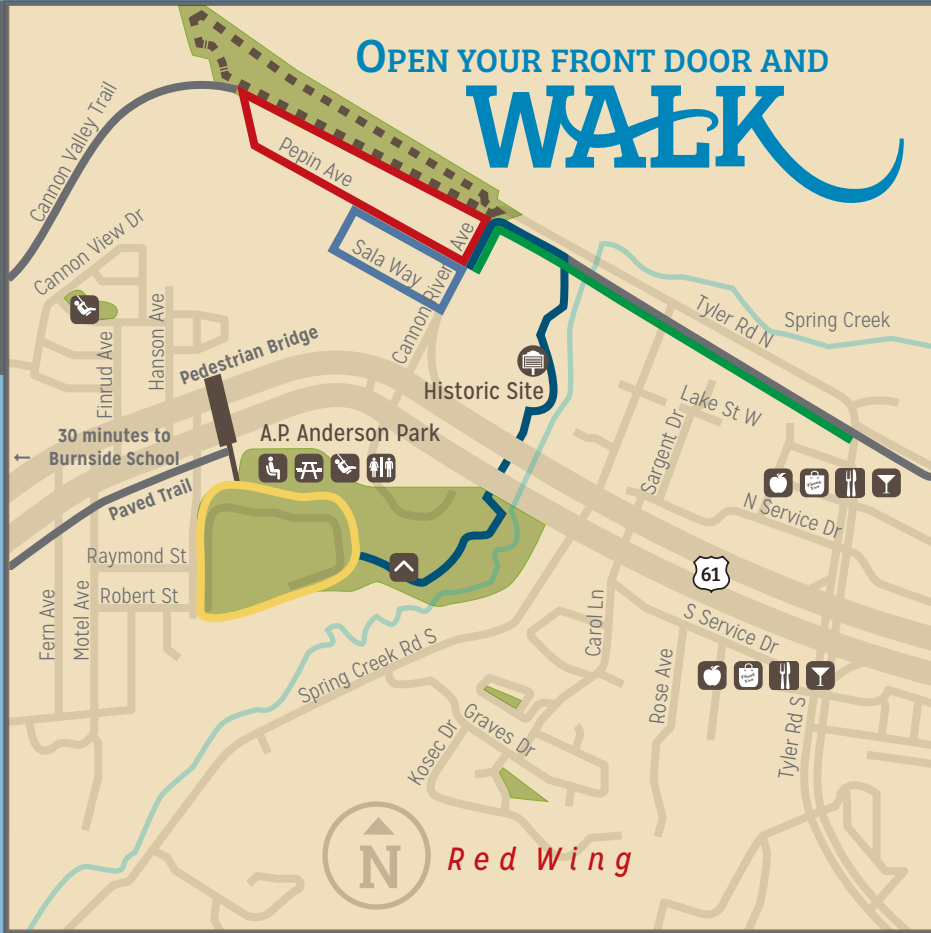 OPEN YOUR FRONT DOOR AND
WALK
Cannon Valley Trail
Pepin Ave
Cannon View Dr
Sala Way
Cannon River Ave
Tyler Rd N
Spring Creek
Finrud Ave
Hanson Ave
Pedestrian Bridge
Historic Site
Lake St W
Sargent Dr
← 30 minutes to
Burnside School
A.P. Anderson Park
Paved Trail
N Service Dr
Raymond St
61
Robert St
Fern Ave
Motel Ave
Carol Ln
S Service Dr
Spring Creek Rd S
Rose Ave
Graves Dr
Kosec Dr
Tyler Rd S
N
Red Wing